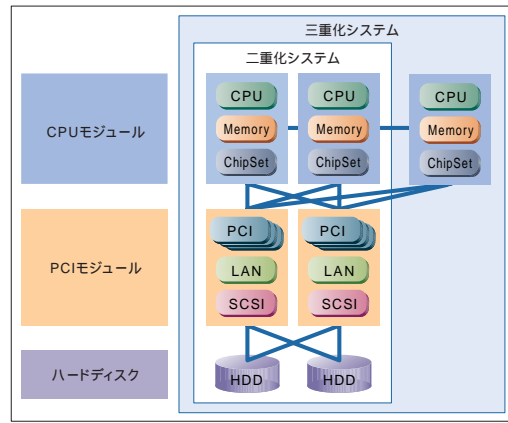 三重化システム
二重化システム
CPUモジュール
CPU
Memory
ChipSet
CPU
Memory
ChipSet
CPU
Memory
ChipSet
PCIモジュール
PCI
LAN
SCSI
PCI
LAN
SCSI
ハードディスク
HDD
HDD